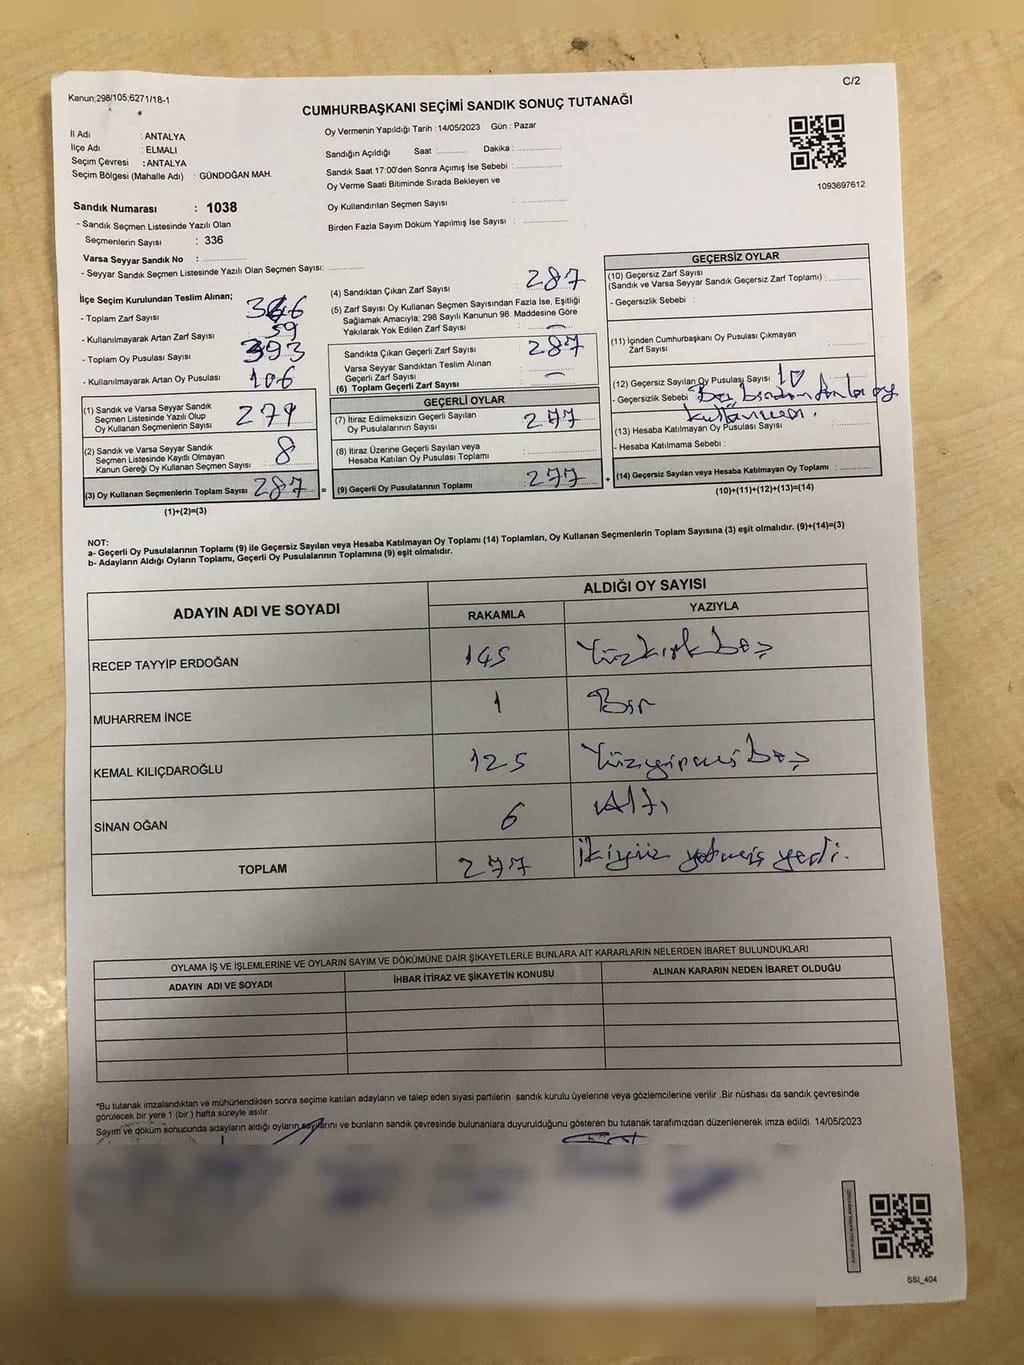 C/2
Kanun;298/105,6271/18-1
CUMHURBAŞKANI SEÇİMİ SANDIK SONUÇ TUTANAĞI
İl Adı : ANTALYA
İlçe Adı : ELMALI
Seçim Çevresi : ANTALYA
Seçim Bölgesi (Mahalle Adı) : GÜNDOĞAN MAH.
Oy Vermenin Yapıldığı Tarih :14/05/2023 Gün : Pazar
Sandığın Açıldığı Saat : Dakika :
Sandık Saat 17:00'den Sonra Açımış İse Sebebi :
Oy Verme Saati Bitiminde Sırada Bekleyen ve
Oy Kullandırılan Seçmen Sayısı :
Birden Fazla Sayım Döküm Yapılmış İse Sayısı :
1093697612
Sandık Numarası : 1038
- Sandık Seçmen Listesinde Yazılı Olan
Seçmenlerin Sayısı : 336
Varsa Seyyar Sandık No :
- Seyyar Sandık Seçmen Listesinde Yazılı Olan Seçmen Sayısı:
İlçe Seçim Kurulundan Teslim Alınan;
- Toplam Zarf Sayısı : 346
- Kullanılmayarak Artan Zarf Sayısı : 59
- Toplam Oy Pusulası Sayısı : 393
- Kullanılmayarak Artan Oy Pusulası : 106
(1) Sandık ve Varsa Seyyar Sandık
Seçmen Listesinde Yazılı Olup
Oy Kullanan Seçmenlerin Sayısı : 279
(2) Sandık ve Varsa Seyyar Sandık
Seçmen Listesinde Kayıtlı Olmayan
Kanun Gereği Oy Kullanan Seçmen Sayısı : 8
(3) Oy Kullanan Seçmenlerin Toplam Sayısı 287 =
(1)+(2)=(3)
(4) Sandıktan Çıkan Zarf Sayısı : 287
(5) Zarf Sayısı Oy Kullanan Seçmen Sayısından Fazla İse, Eşitliği
Sağlamak Amacıyla; 298 Sayılı Kanunun 98. Maddesine Göre
Yakılarak Yok Edilen Zarf Sayısı : —
Sandıkta Çıkan Geçerli Zarf Sayısı : 287
Varsa Seyyar Sandıktan Teslim Alınan
Geçerli Zarf Sayısı : —
(6) Toplam Geçerli Zarf Sayısı :
GEÇERLİ OYLAR
(7) İtiraz Edilmeksizin Geçerli Sayılan
Oy Pusulalarının Sayısı : 277
(8) İtiraz Üzerine Geçerli Sayılan veya
Hesaba Katılan Oy Pusulası Toplamı :
(9) Geçerli Oy Pusulalarının Toplamı : 277 +
GEÇERSİZ OYLAR
(10) Geçersiz Zarf Sayısı
(Sandık ve Varsa Seyyar Sandık Geçersiz Zarf Toplamı) :
- Geçersizlik Sebebi :
(11) İçinden Cumhurbaşkanı Oy Pusulası Çıkmayan
Zarf Sayısı :
(12) Geçersiz Sayılan Oy Pusulası Sayısı : 10
- Geçersizlik Sebebi
(13) Hesaba Katılmayan Oy Pusulası Sayısı :
- Hesaba Katılmama Sebebi :
(14) Geçersiz Sayılan veya Hesaba Katılmayan Oy Toplamı :
(10)+(11)+(12)+(13)=(14)
NOT:
a- Geçerli Oy Pusulalarının Toplamı (9) ile Geçersiz Sayılan veya Hesaba Katılmayan Oy Toplamı (14) Toplamları, Oy Kullanan Seçmenlerin Toplam Sayısına (3) eşit olmalıdır. (9)+(14)=(3)
b- Adayların Aldığı Oyların Toplamı, Geçerli Oy Pusulalarının Toplamına (9) eşit olmalıdır.
ADAYIN ADI VE SOYADI
ALDIĞI OY SAYISI
RAKAMLA YAZIYLA
RECEP TAYYİP ERDOĞAN 145 Yüzkırkbeş
MUHARREM İNCE 1 Bir
KEMAL KILIÇDAROĞLU 125 Yüzyirmibeş
SİNAN OĞAN 6 Altı
TOPLAM 277 İkiyüz yetmiş yedi.
OYLAMA İŞ VE İŞLEMLERİNE VE OYLARIN SAYIM VE DÖKÜMÜNE DAİR ŞİKAYETLERLE BUNLARA AİT KARARLARIN NELERDEN İBARET BULUNDUKLARI
ADAYIN ADI VE SOYADI
İHBAR İTİRAZ VE ŞİKAYETİN KONUSU
ALINAN KARARIN NEDEN İBARET OLDUĞU
*Bu tutanak imzalandıktan ve mühürlendikten sonra seçime katılan adayların ve talep eden siyasi partilerin sandık kurulu üyelerine veya gözlemcilerine verilir .Bir nüshası da sandık çevresinde
görülecek bir yere 1 (bir) hafta süreyle asılır.
Sayım ve döküm sonucunda adayların aldığı oyların sayılarını ve bunların sandık çevresinde bulunanlara duyurulduğunu gösteren bu tutanak tarafımızdan düzenlenerek imza edildi. 14/05/2023
SSI_404